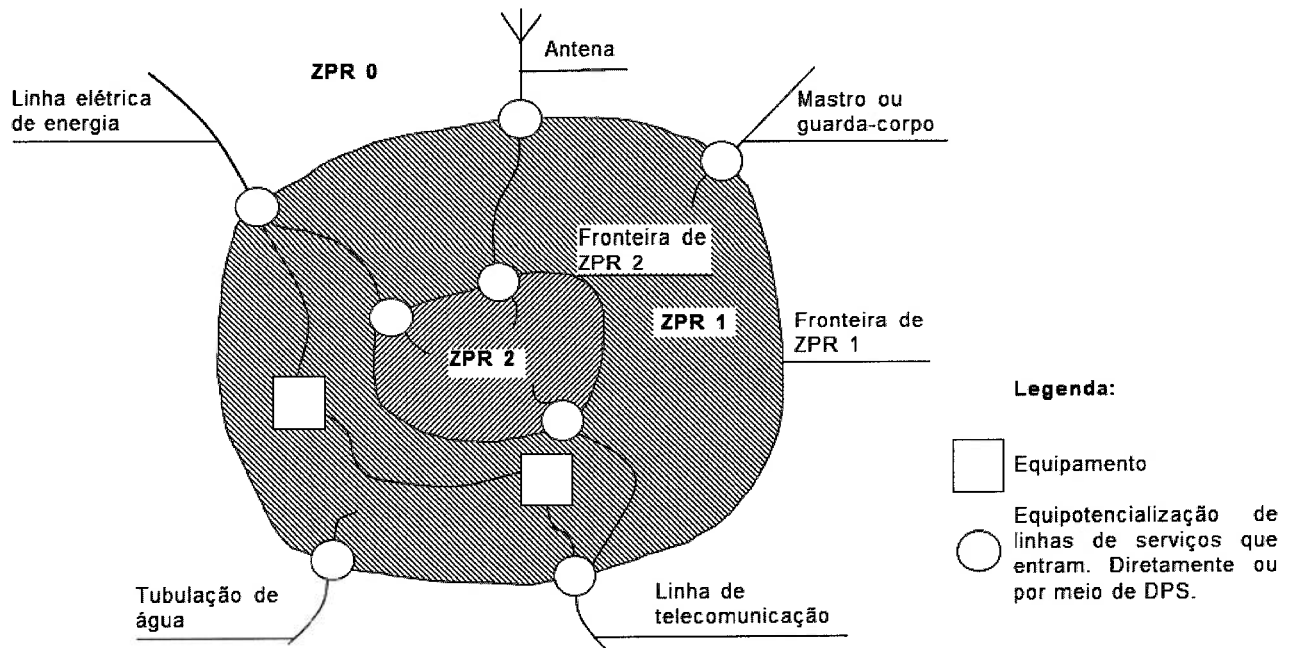 Antena
ZPR 0
Linha elétrica
de energia
Mastro ou
guarda-corpo
Fronteira de
ZPR 2
ZPR 1
Fronteira de
ZPR 1
ZPR 2
Legenda:
Equipamento
Equipotencialização de
linhas de serviços que
entram. Diretamente ou
por meio de DPS.
Tubulação de
água
Linha de
telecomunicação